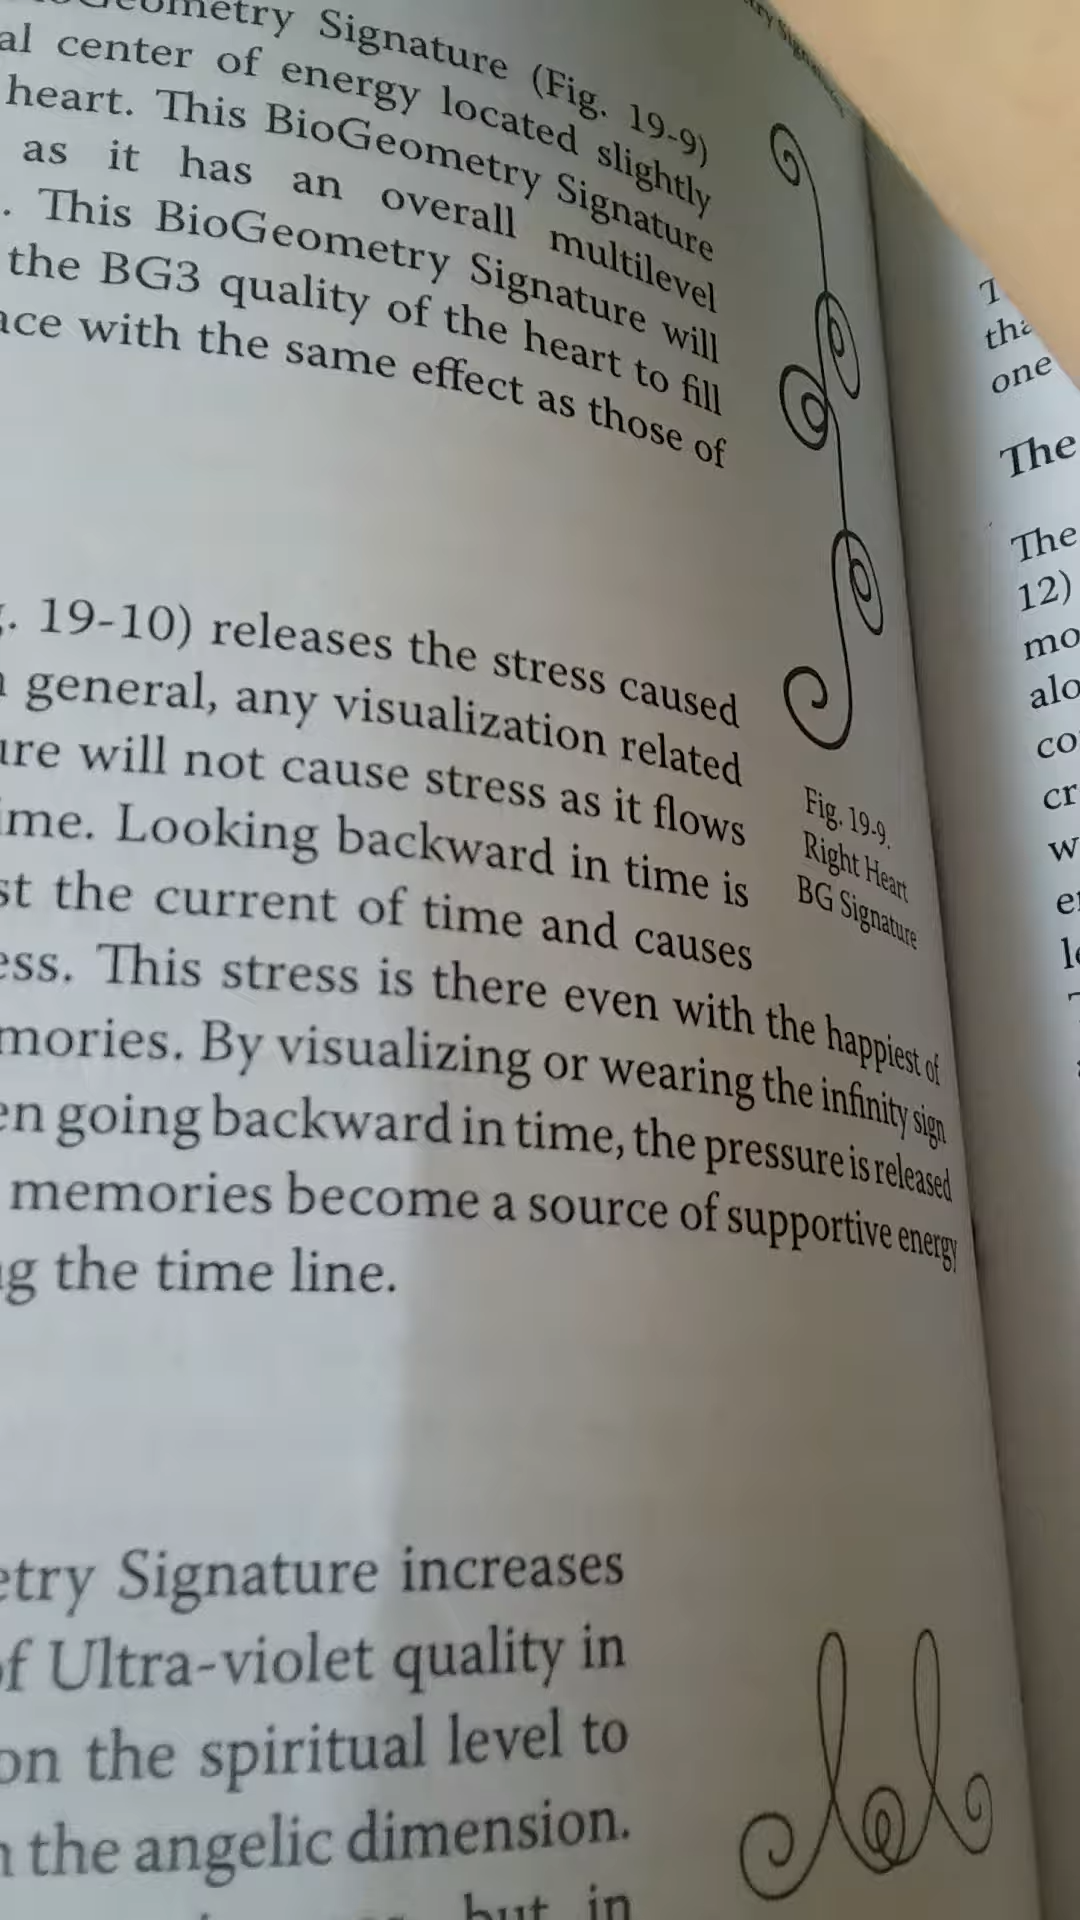 Geometry Signature (Fig. 19-9)
al center of energy located slightly
heart. This BioGeometry Signature
as it has an overall multilevel
. This BioGeometry Signature will
the BG3 quality of the heart to fill
ace with the same effect as those of
. 19-10) releases the stress caused
general, any visualization related
ure will not cause stress as it flows
ime. Looking backward in time is
st the current of time and causes
ess. This stress is there even with the happiest of
mories. By visualizing or wearing the infinity sign
en going backward in time, the pressure is released
memories become a source of supportive energy
g the time line.
Fig. 19-9.
Right Heart
BG Signature
etry Signature increases
of Ultra-violet quality in
on the spiritual level to
the angelic dimension.
but in
tha
one
The
The
12)
mo
alo
co
cr
w